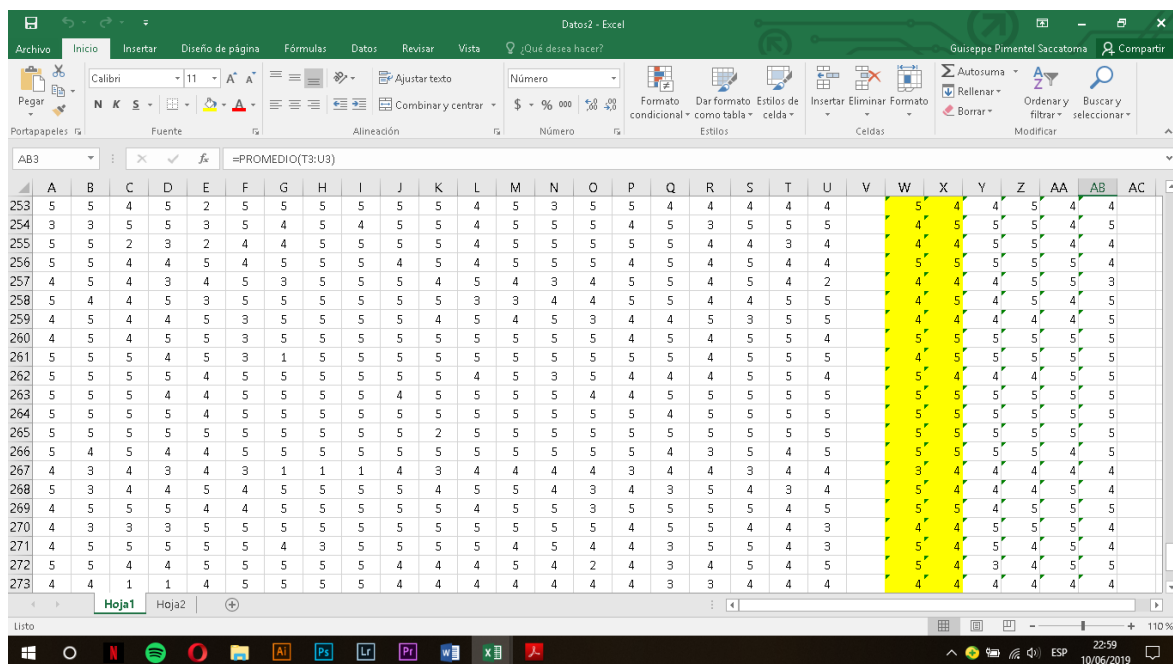 Datos2 - Excel
Archivo Inicio Insertar Diseño de página Fórmulas Datos Revisar Vista ¿Qué desea hacer? Guiseppe Pimentel Saccatoma Compartir
Pegar Calibri 11 A A Ajustar texto Número Formato condicional Dar formato como tabla Estilos de celda Insertar Eliminar Formato Autosuma Rellenar Borrar Ordenar y filtrar Buscar y seleccionar
N K S A Combinar y centrar $ % 000
Portapapeles Fuente Alineación Número Estilos Celdas Modificar
AB3 fx =PROMEDIO(T3:U3)
A B C D E F G H I J K L M N O P Q R S T U V W X Y Z AA AB AC
253 5 5 4 5 2 5 5 5 5 5 5 4 5 3 5 5 4 4 4 4 4 5 4 4 5 4 4
254 3 3 5 5 3 5 4 5 4 5 5 4 5 5 5 4 5 3 5 5 5 4 5 5 5 4 5
255 5 5 2 3 2 4 4 5 5 5 5 4 5 5 5 5 5 4 4 3 4 4 4 5 5 4 4
256 5 5 4 4 5 4 5 5 5 4 5 4 5 5 5 4 5 4 5 4 4 5 5 5 5 5 4
257 4 5 4 3 4 5 3 5 5 5 4 5 4 3 4 5 5 4 5 4 2 4 4 4 5 5 3
258 5 4 4 5 3 5 5 5 5 5 5 3 3 4 4 5 5 4 4 5 5 4 5 4 5 4 5
259 4 5 4 4 5 3 5 5 5 5 4 5 4 5 3 4 4 5 3 5 5 4 4 4 4 4 5
260 4 5 4 5 5 3 5 5 5 5 5 5 5 5 5 4 5 4 5 5 4 5 5 5 5 5 5
261 5 5 5 4 5 3 1 5 5 5 5 5 5 5 5 5 5 4 5 5 5 4 5 5 5 5 5
262 5 5 5 5 4 5 5 5 5 5 5 4 5 3 5 4 4 4 5 5 4 5 4 4 4 5 5
263 5 5 5 4 4 5 5 5 5 4 5 5 5 5 4 4 5 5 5 5 5 5 5 5 5 5 5
264 5 5 5 5 4 5 5 5 5 5 5 5 5 5 5 5 4 5 5 5 5 5 5 5 5 5 5
265 5 5 5 5 5 5 5 5 5 5 2 5 5 5 5 5 5 5 5 5 5 5 5 5 5 5 5
266 5 4 5 4 4 5 5 5 5 5 5 5 5 5 5 5 4 3 5 4 5 5 5 5 5 4 5
267 4 3 4 3 4 3 1 1 1 4 3 4 4 4 4 3 4 4 3 4 4 3 4 4 4 4 4
268 5 3 4 4 5 4 5 5 5 5 4 5 5 4 3 4 3 5 4 3 4 5 4 4 4 5 4
269 4 5 5 5 4 4 5 5 5 5 5 4 5 5 3 5 5 5 5 4 5 5 5 4 5 5 5
270 4 3 3 3 5 5 5 5 5 5 5 5 5 5 5 4 5 5 4 4 3 4 4 5 5 5 4
271 4 5 5 5 5 5 4 3 5 5 5 5 4 5 4 4 3 5 5 4 3 5 4 5 4 5 4
272 5 5 4 4 5 5 5 5 5 4 4 4 5 4 2 4 3 4 5 4 5 5 4 3 4 5 5
273 4 4 1 1 4 5 5 5 5 4 4 4 4 4 4 4 3 3 4 4 4 4 4 4 4 4 4
Hoja1 Hoja2
Listo 110 %
N Ai Ps Lr Pr ESP 22:59
10/06/2019